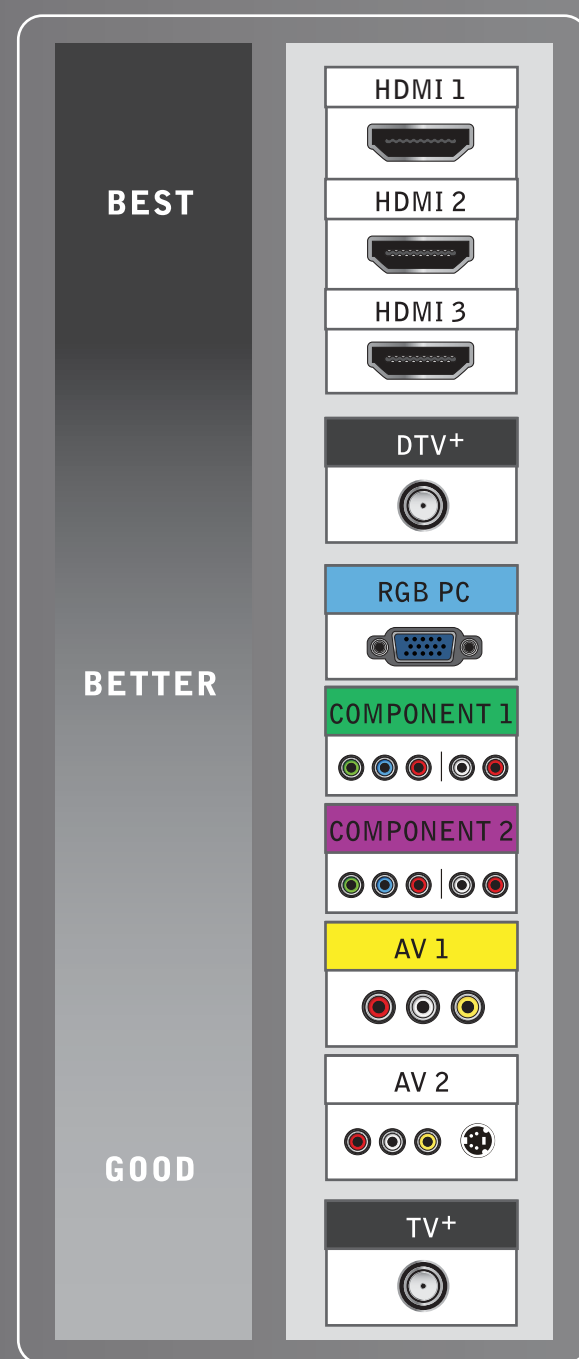 BEST
HDMI 1
HDMI 2
HDMI 3
DTV+
BETTER
RGB PC
COMPONENT 1
COMPONENT 2
AV 1
GOOD
AV 2
TV+